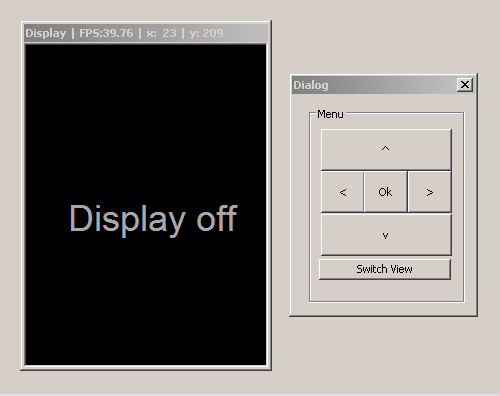 Display | FPS:39.76 | x: 23 | y: 209
Display off
Dialog
Menu
^
< Ok >
v
Switch View